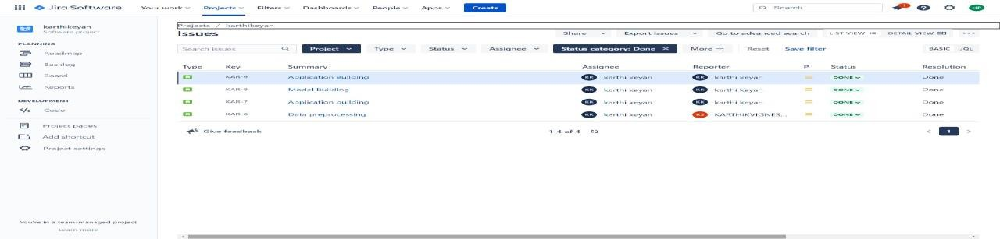 Jira Software Your work Projects Filters Dashboards People Apps Create Search 1 HP
karthikeyan
Software project
PLANNING
Roadmap
Backlog
Board
Reports
DEVELOPMENT
Code
Project pages
Add shortcut
Project settings
You're in a team-managed project
Learn more
Projects / karthikeyan
Issues Share Export issues Go to advanced search LIST VIEW DETAIL VIEW
Search issues Project Type Status Assignee Status category: Done More Reset Save filter BASIC JQL
Type Key Summary Assignee Reporter P Status Resolution
KAR-9 Application Building KK karthi keyan KK karthi keyan DONE Done
KAR-8 Model Building KK karthi keyan KK karthi keyan DONE Done
KAR-7 Application building KK karthi keyan KK karthi keyan DONE Done
KAR-6 Data preprocessing KK karthi keyan KS KARTHIKVIGNES... DONE Done
Give feedback 1-4 of 4 < 1 >